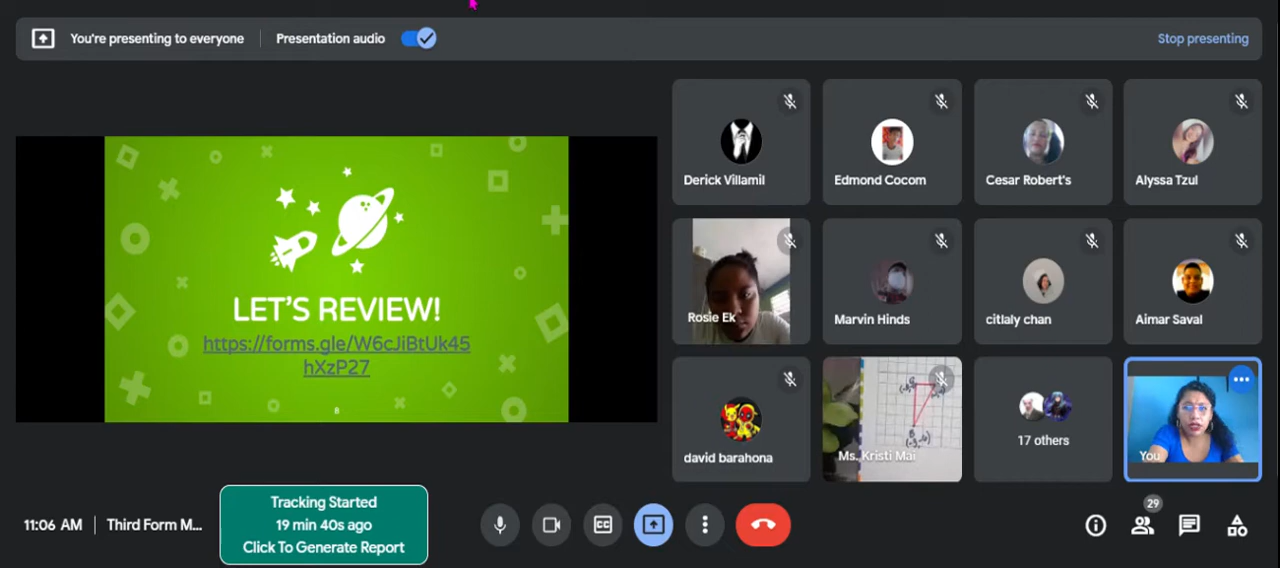 You're presenting to everyone
Presentation audio
Stop presenting
LET'S REVIEW!
https://forms.gle/W6cJiBtUk45
hXzP27
8
Derick Villamil
Edmond Cocom
Cesar Robert's
Alyssa Tzul
Rosie Ek
Marvin Hinds
citlaly chan
Aimar Saval
david barahona
Ms. Kristi Mai
17 others
You
11:06 AM
Third Form M...
Tracking Started
19 min 40s ago
Click To Generate Report
29